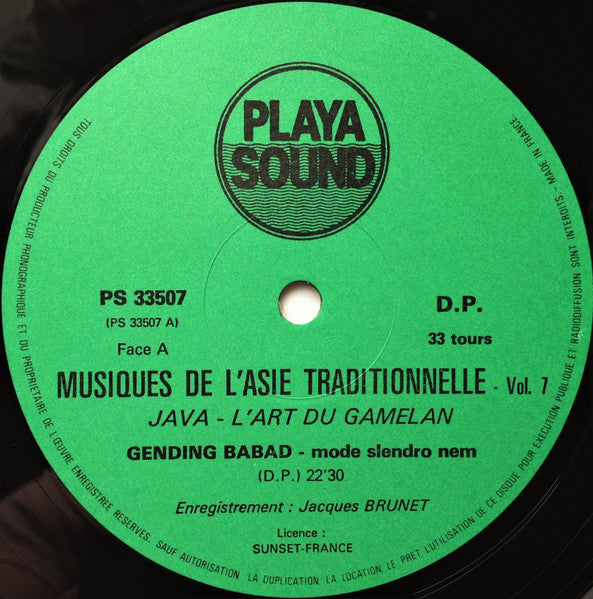 PLAYA
SOUND
PS 33507
(PS 33507 A)
Face A
D.P.
33 tours
MUSIQUES DE L'ASIE TRADITIONNELLE - Vol. 7
JAVA - L'ART DU GAMELAN
GENDING BABAD - mode slendro nem
(D.P.) 22'30
Enregistrement : Jacques BRUNET
Licence :
SUNSET-FRANCE
TOUS DROITS DU PRODUCTEUR PHONOGRAPHIQUE ET DU PROPRIETAIRE DE L'ŒUVRE ENREGISTREE RESERVES. SAUF AUTORISATION. LA DUPLICATION. LA LOCATION. LE PRET. L'UTILISATION DE CE DISQUE POUR EXECUTION PUBLIQUE ET RADIODIFFUSION SONT INTERDITS. - MADE IN FRANCE